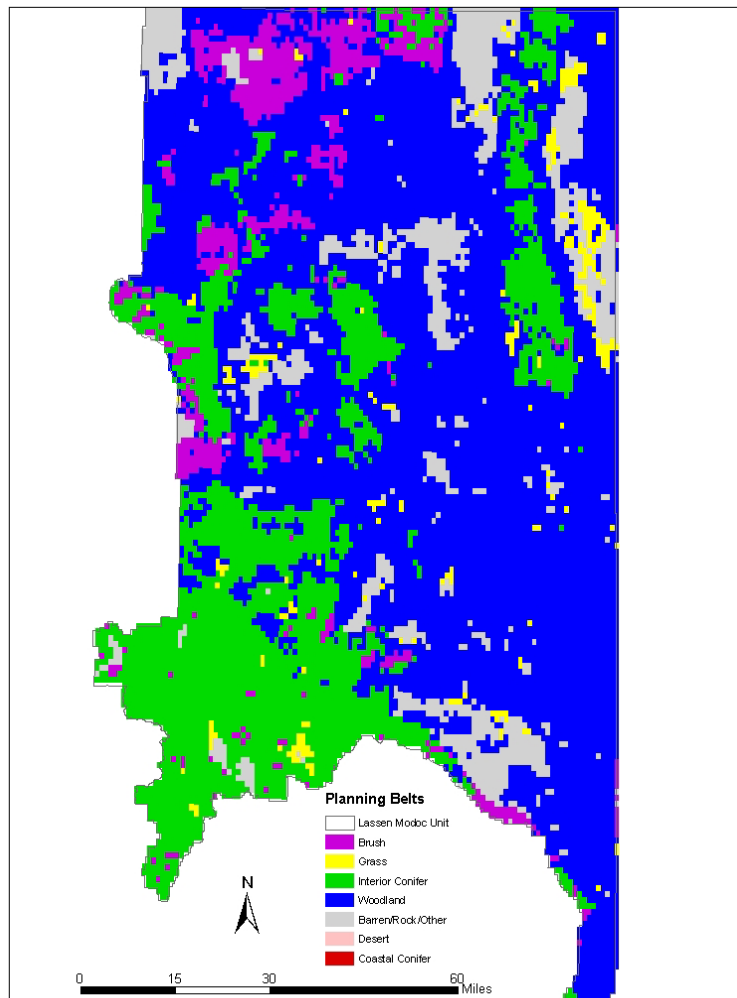 Planning Belts
Lassen Modoc Unit
Brush
Grass
Interior Conifer
Woodland
Barren/Rock/Other
Desert
Coastal Conifer
N
0 15 30 60
Miles